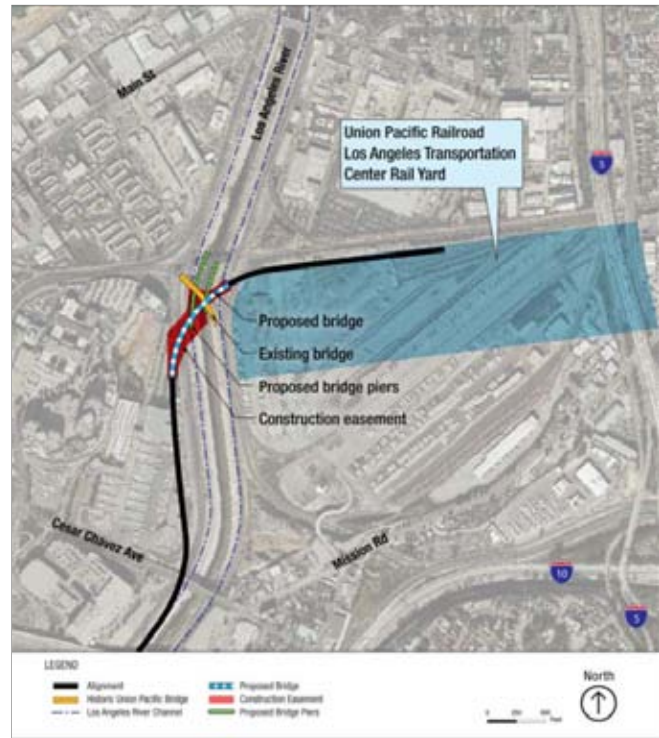 Main St
Los Angeles River
Union Pacific Railroad
Los Angeles Transportation
Center Rail Yard
5
Proposed bridge
Existing bridge
Proposed bridge piers
Construction easement
Cesar Chavez Ave
Mission Rd
10
5
LEGEND
Alignment
Proposed Bridge
Historic Union Pacific Bridge
Construction Easement
Los Angeles River Channel
Proposed Bridge Piers
North
0
Feet